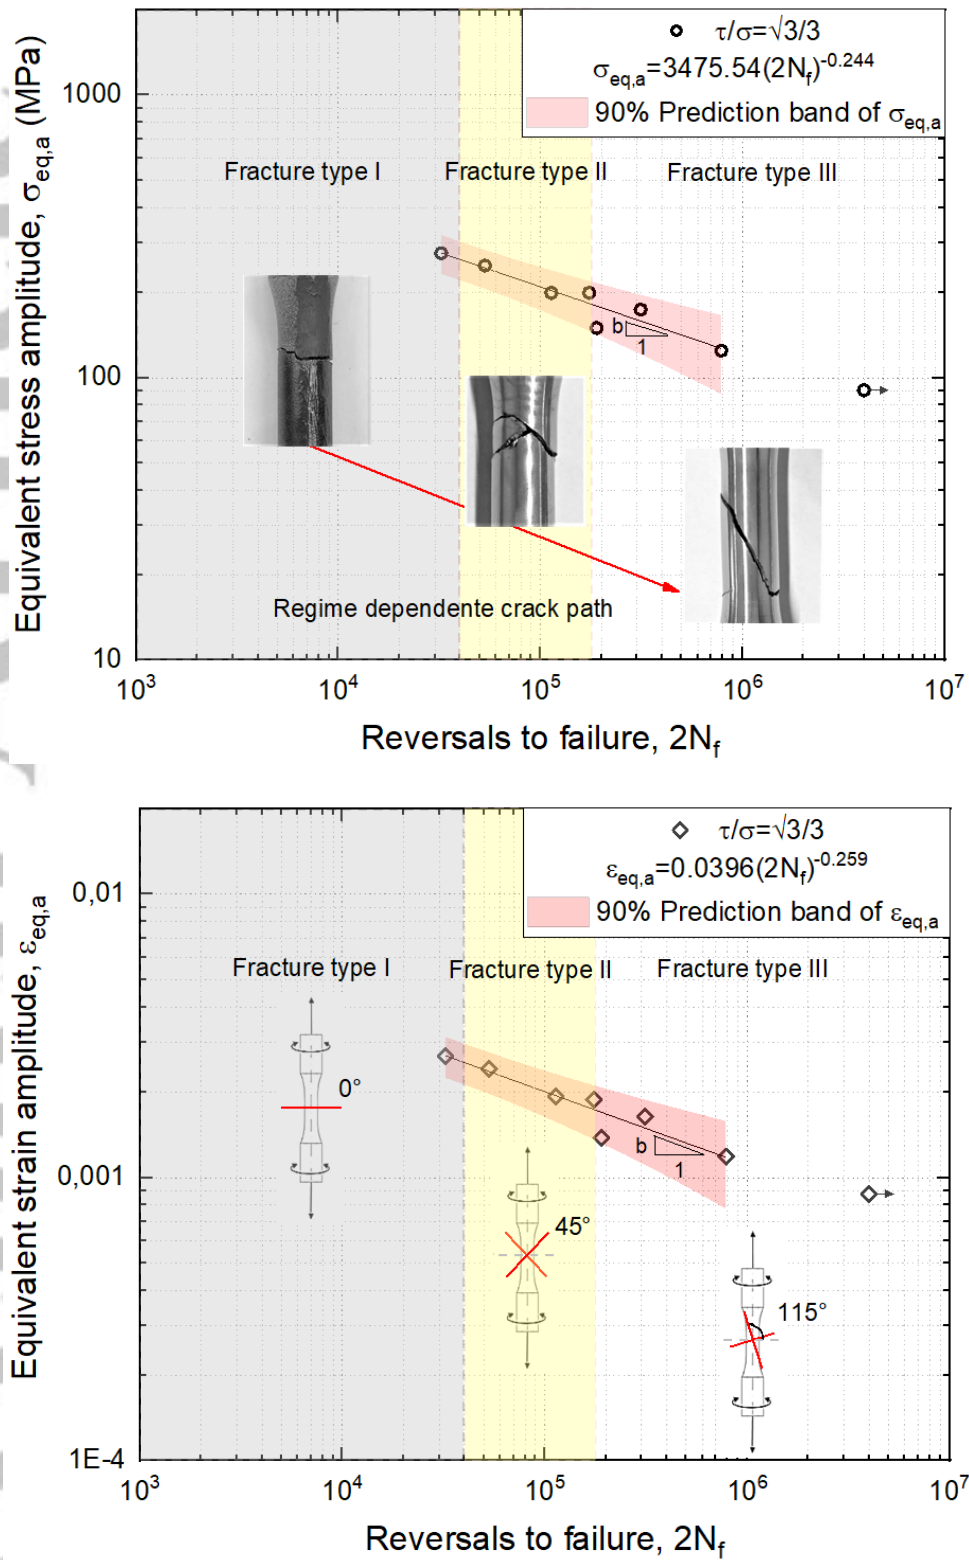 τ/σ=√3/3
σeq,a=3475.54(2Nf)-0.244
90% Prediction band of σeq,a
Equivalent stress amplitude, σeq,a (MPa)
1000
100
10
Fracture type I
Fracture type II
Fracture type III
b
1
Regime dependente crack path
10³
10⁴
10⁵
10⁶
10⁷
Reversals to failure, 2Nf
τ/σ=√3/3
εeq,a=0.0396(2Nf)-0.259
90% Prediction band of εeq,a
Equivalent strain amplitude, εeq,a
0,01
0,001
1E-4
Fracture type I
Fracture type II
Fracture type III
0°
b
1
45°
115°
10³
10⁴
10⁵
10⁶
10⁷
Reversals to failure, 2Nf